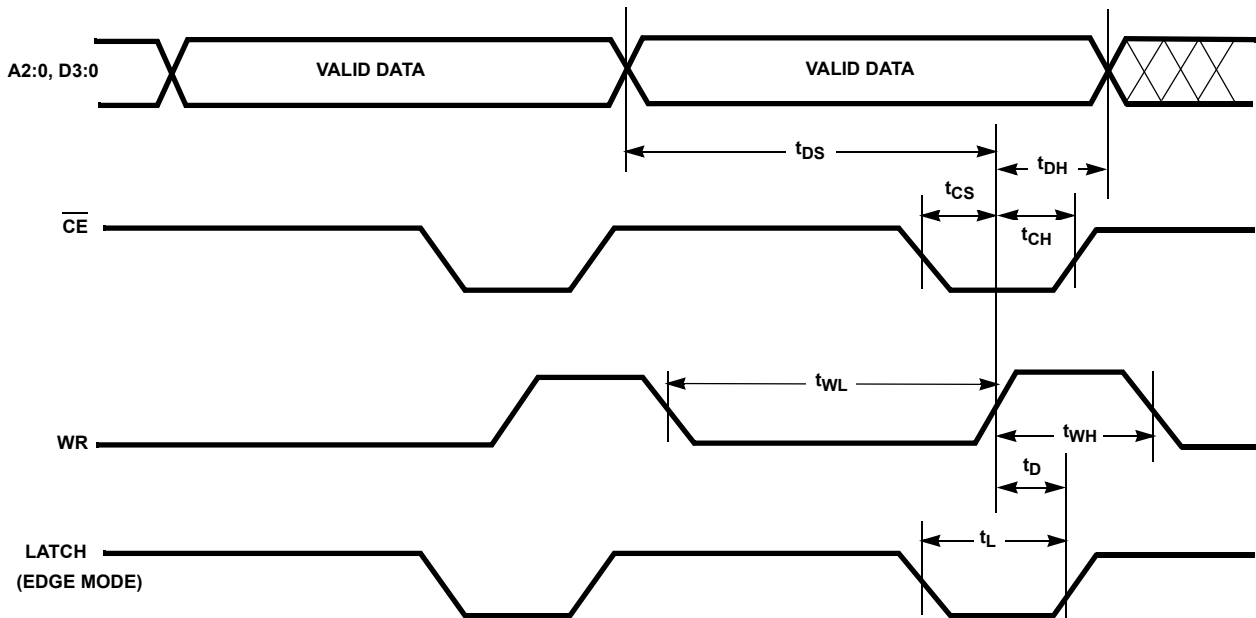 A2:0, D3:0
VALID DATA
VALID DATA
tDS
tDH
tCS
CE
tCH
tWL
WR
tWH
tD
LATCH
(EDGE MODE)
tL